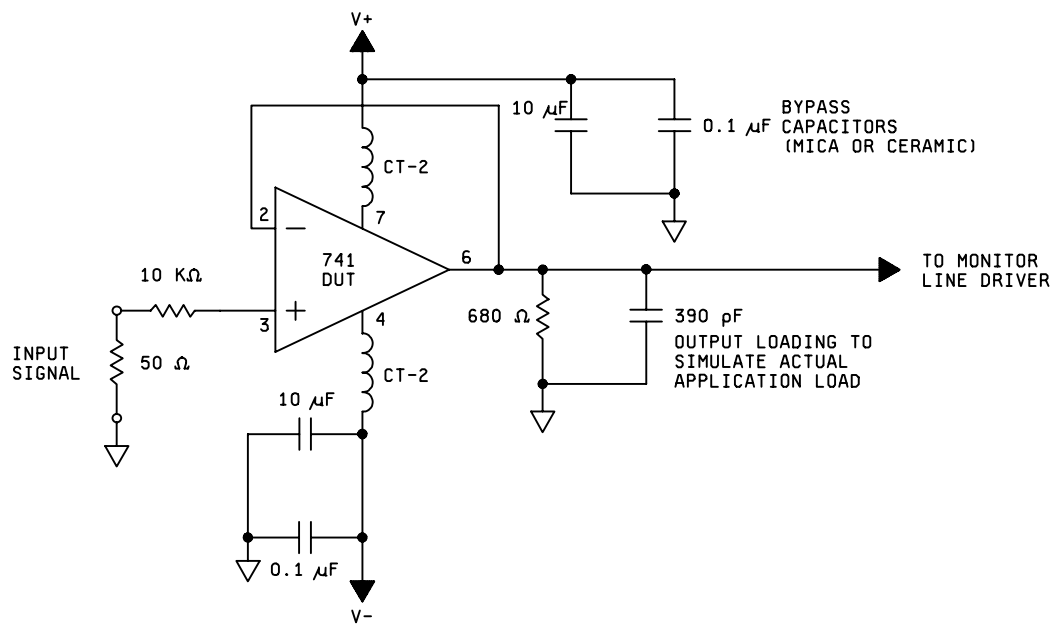 V+
10 µF
0.1 µF
BYPASS
CAPACITORS
(MICA OR CERAMIC)
CT-2
2
7
−
741
DUT
6
10 KΩ
+
3
4
TO MONITOR
LINE DRIVER
680 Ω
390 pF
OUTPUT LOADING TO
SIMULATE ACTUAL
APPLICATION LOAD
INPUT
SIGNAL
50 Ω
CT-2
10 µF
0.1 µF
V-